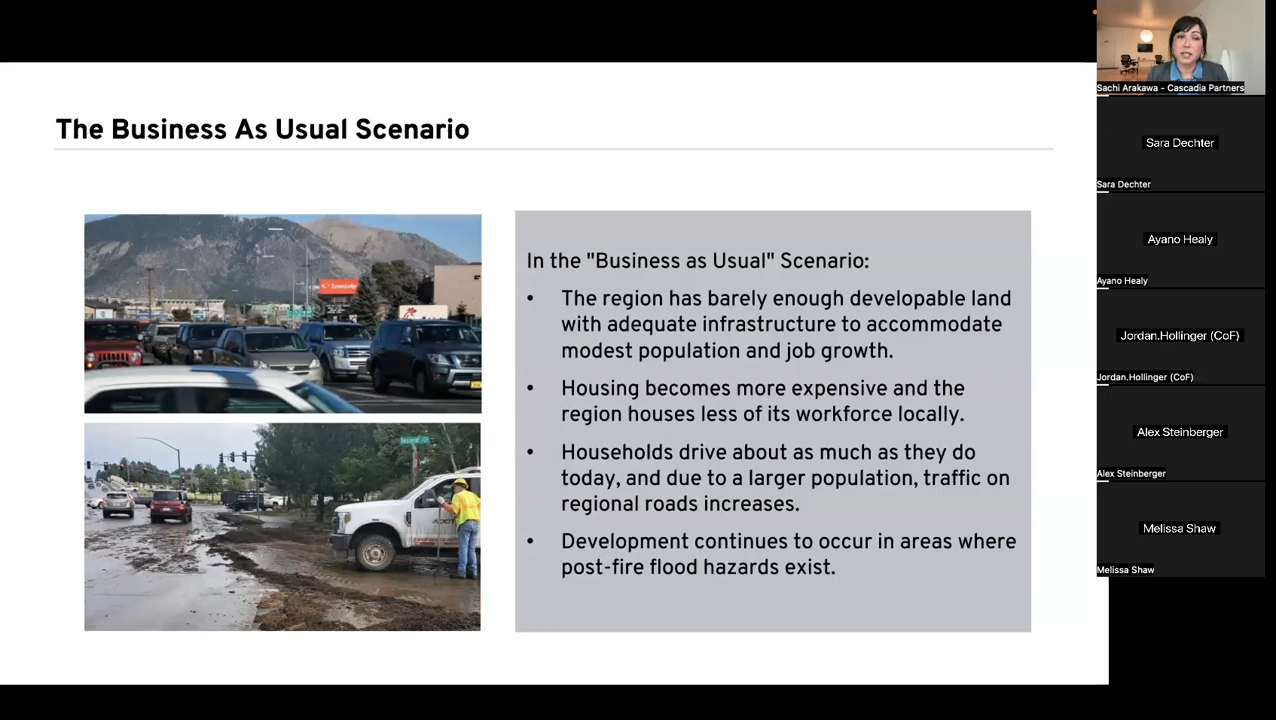 The Business As Usual Scenario
In the "Business as Usual" Scenario:
• The region has barely enough developable land
with adequate infrastructure to accommodate
modest population and job growth.
• Housing becomes more expensive and the
region houses less of its workforce locally.
• Households drive about as much as they do
today, and due to a larger population, traffic on
regional roads increases.
• Development continues to occur in areas where
post-fire flood hazards exist.
Sachi Arakawa - Cascadia Partners
Sara Dechter
Sara Dechter
Ayano Healy
Ayano Healy
Jordan.Hollinger (CoF)
Jordan.Hollinger (CoF)
Alex Steinberger
Alex Steinberger
Melissa Shaw
Melissa Shaw